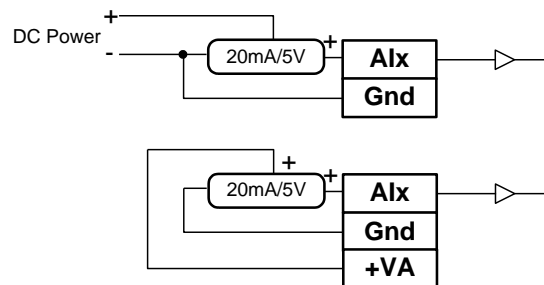 +
DC Power
-
20mA/5V
+
AIx
Gnd
+
20mA/5V
+
AIx
Gnd
+VA